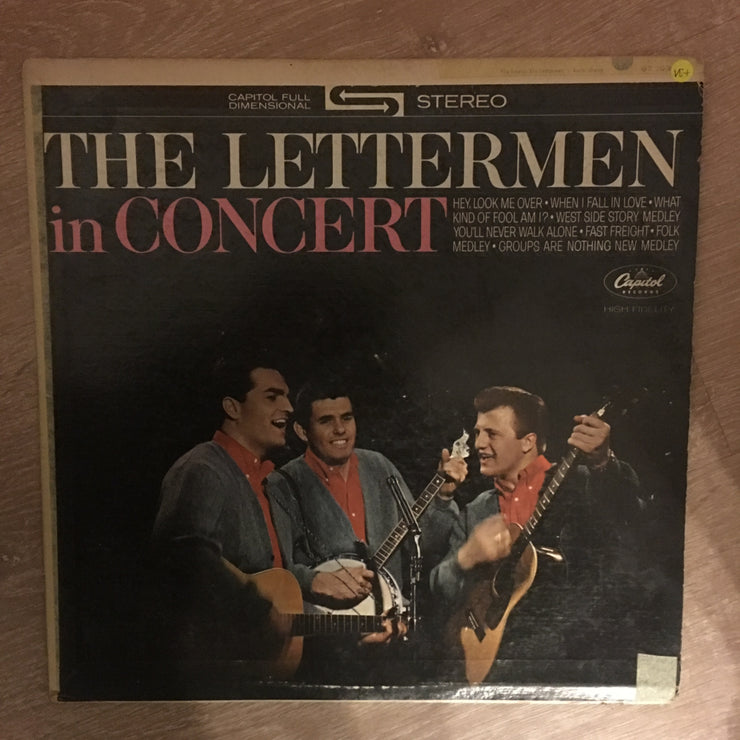 VG+
CAPITOL FULL
DIMENSIONAL
STEREO
THE LETTERMEN
in CONCERT
HEY, LOOK ME OVER • WHEN I FALL IN LOVE • WHAT
KIND OF FOOL AM I? • WEST SIDE STORY MEDLEY
YOU'LL NEVER WALK ALONE • FAST FREIGHT • FOLK
MEDLEY • GROUPS ARE NOTHING NEW MEDLEY
Capitol
RECORDS
HIGH FIDELITY